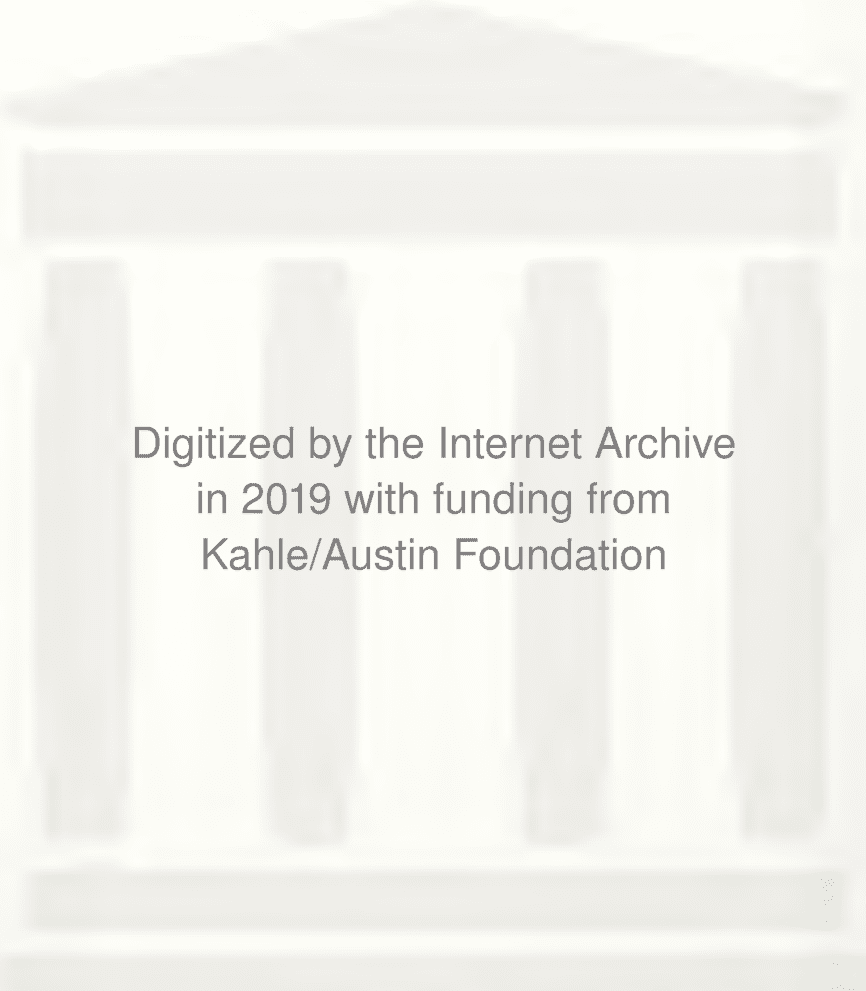 Digitized by the Internet Archive
in 2019 with funding from
Kahle/Austin Foundation